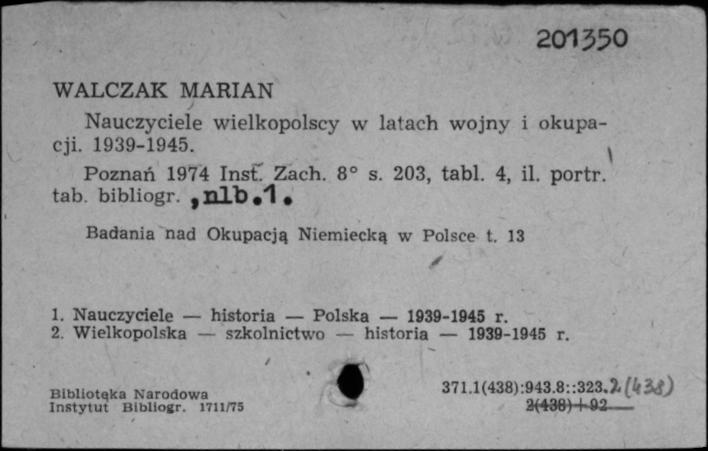 201350
WALCZAK MARIAN
Nauczyciele wielkopolscy w latach wojny i okupa-
cji. 1939-1945.
Poznań 1974 Inst. Zach. 8° s. 203, tabl. 4, il. portr.
tab. bibliogr. , nlb.1.
Badania nad Okupacją Niemiecką w Polsce t. 13
1. Nauczyciele — historia — Polska — 1939-1945 r.
2. Wielkopolska — szkolnictwo — historia — 1939-1945 r.
Biblioteka Narodowa
Instytut Bibliogr. 1711/75
371.1(438):943.8::323.2(438)
2(438)+92